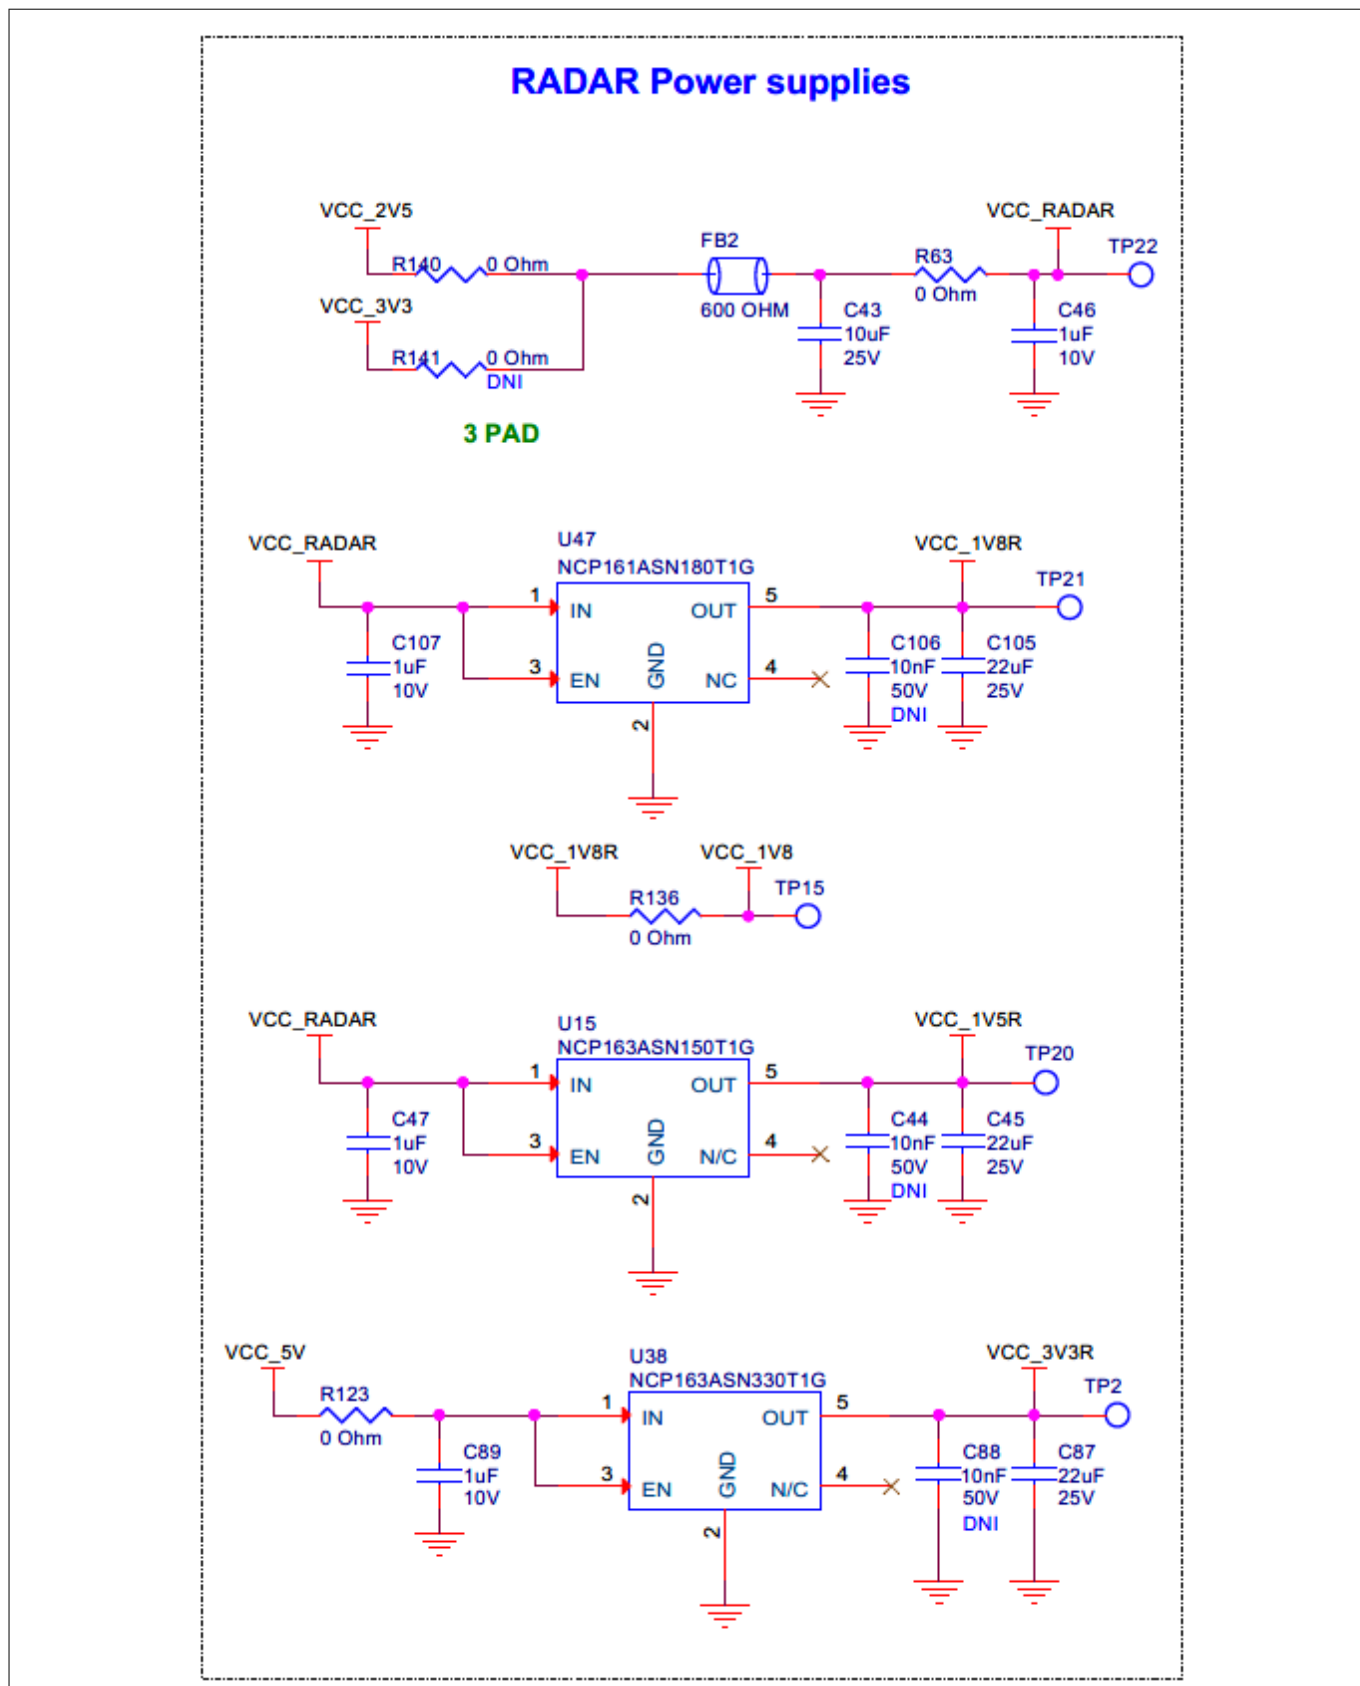 RADAR Power supplies
VCC_2V5
VCC_RADAR
FB2
TP22
R140
0 Ohm
R63
0 Ohm
VCC_3V3
600 OHM
C43
10uF
25V
C46
1uF
10V
R141
0 Ohm
DNI
3 PAD
VCC_RADAR
U47
NCP161ASN180T1G
VCC_1V8R
TP21
1
IN
OUT
5
C107
1uF
10V
3
EN
GND
NC
4
2
C106
10nF
50V
DNI
C105
22uF
25V
VCC_1V8R
VCC_1V8
TP15
R136
0 Ohm
VCC_RADAR
U15
NCP163ASN150T1G
VCC_1V5R
TP20
1
IN
OUT
5
C47
1uF
10V
3
EN
GND
N/C
4
2
C44
10nF
50V
DNI
C45
22uF
25V
VCC_5V
U38
NCP163ASN330T1G
VCC_3V3R
TP2
R123
0 Ohm
1
IN
OUT
5
C89
1uF
10V
3
EN
GND
N/C
4
2
C88
10nF
50V
DNI
C87
22uF
25V